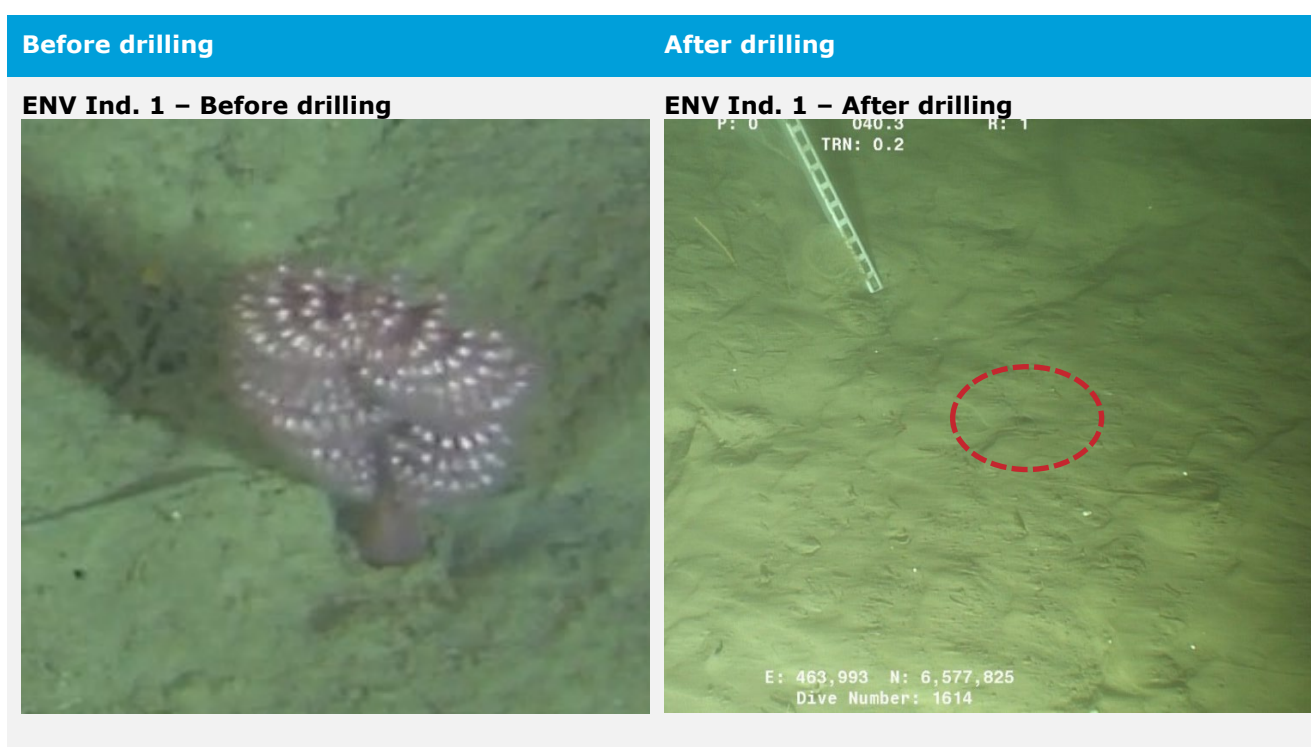 Before drilling
After drilling
ENV Ind. 1 – Before drilling
ENV Ind. 1 – After drilling
P: 0 040.3 R: 1
TRN: 0.2
E: 463,993 N: 6,577,825
Dive Number: 1614